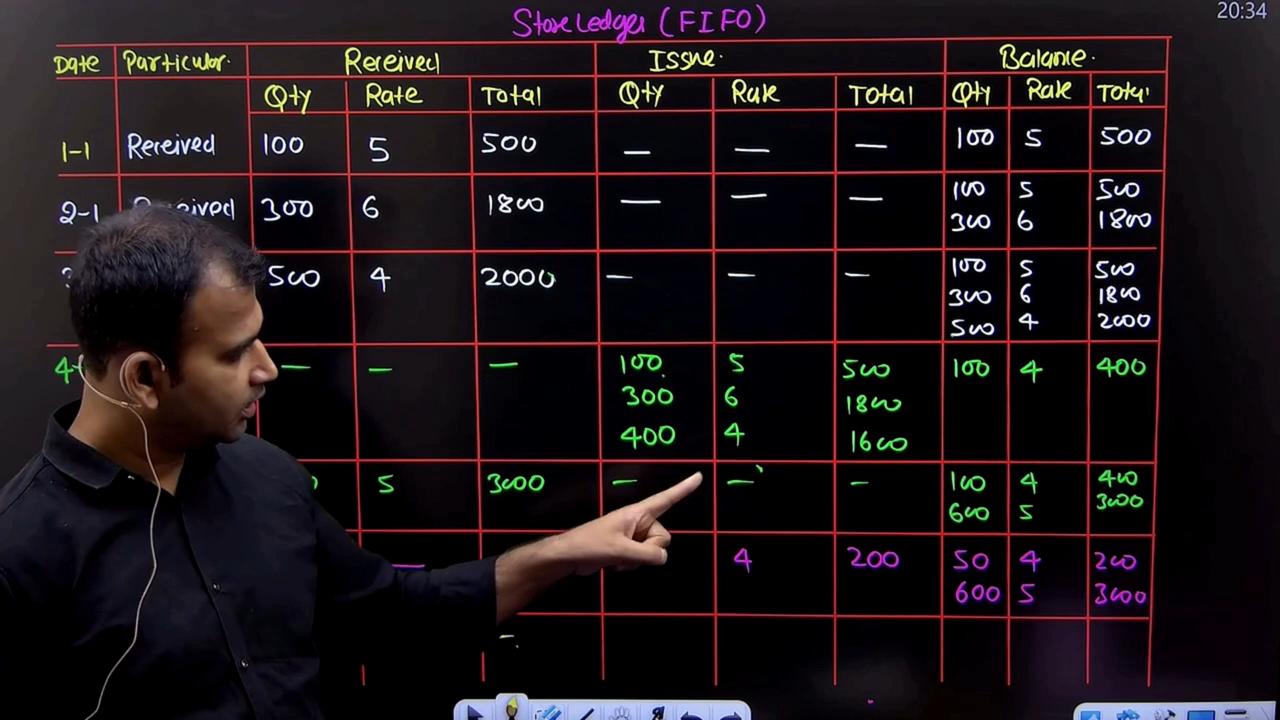 Store Ledger (FIFO)
20:34
Date Particular. Received Issue. Balance.
Qty Rate Total Qty Rate Total Qty Rate Total
1-1 Received 100 5 500 — — — 100 5 500
2-1 Received 300 6 1800 — — — 100 5 500
300 6 1800
500 4 2000 — — — 100 5 500
300 6 1800
500 4 2000
4- — — — 100 5 500 100 4 400
300 6 1800
400 4 1600
5 3000 — — — 100 4 400
600 5 3000
— 4 200 50 4 200
600 5 3000